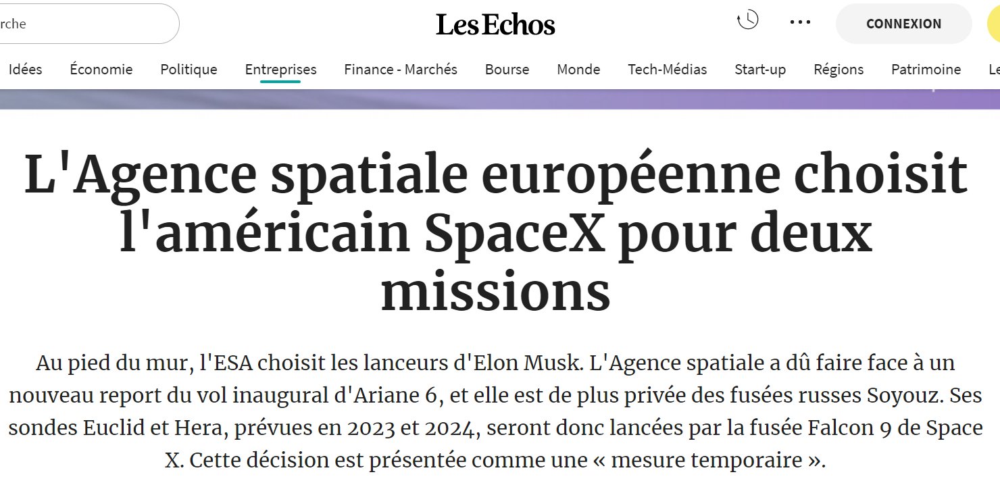 rche
Les Echos
CONNEXION
Idées Économie Politique Entreprises Finance - Marchés Bourse Monde Tech-Médias Start-up Régions Patrimoine Le
L'Agence spatiale européenne choisit
l'américain SpaceX pour deux
missions
Au pied du mur, l'ESA choisit les lanceurs d'Elon Musk. L'Agence spatiale a dû faire face à un
nouveau report du vol inaugural d'Ariane 6, et elle est de plus privée des fusées russes Soyouz. Ses
sondes Euclid et Hera, prévues en 2023 et 2024, seront donc lancées par la fusée Falcon 9 de Space
X. Cette décision est présentée comme une « mesure temporaire ».